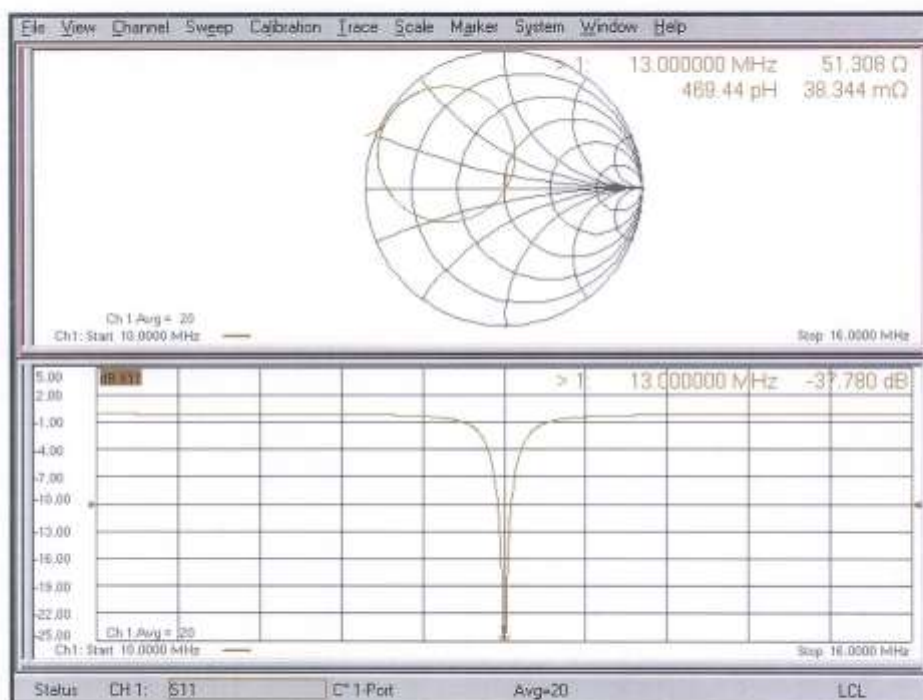 File View Channel Sweep Calibration Trace Scale Marker System Window Help
> 1: 13.000000 MHz 51.308 Ω
469.44 pH 38.344 mΩ
Ch 1 Avg = 20
Ch1: Start 10.0000 MHz
Stop 16.0000 MHz
5.00
> 1: 13.000000 MHz -37.780 dB
2.00
-1.00
-4.00
-7.00
-10.00
-13.00
-16.00
-19.00
-22.00
-25.00
Ch 1 Avg = 20
Ch1: Start 10.0000 MHz
Stop 16.0000 MHz
Status CH 1: S11 C* 1-Port Avg=20 LCL